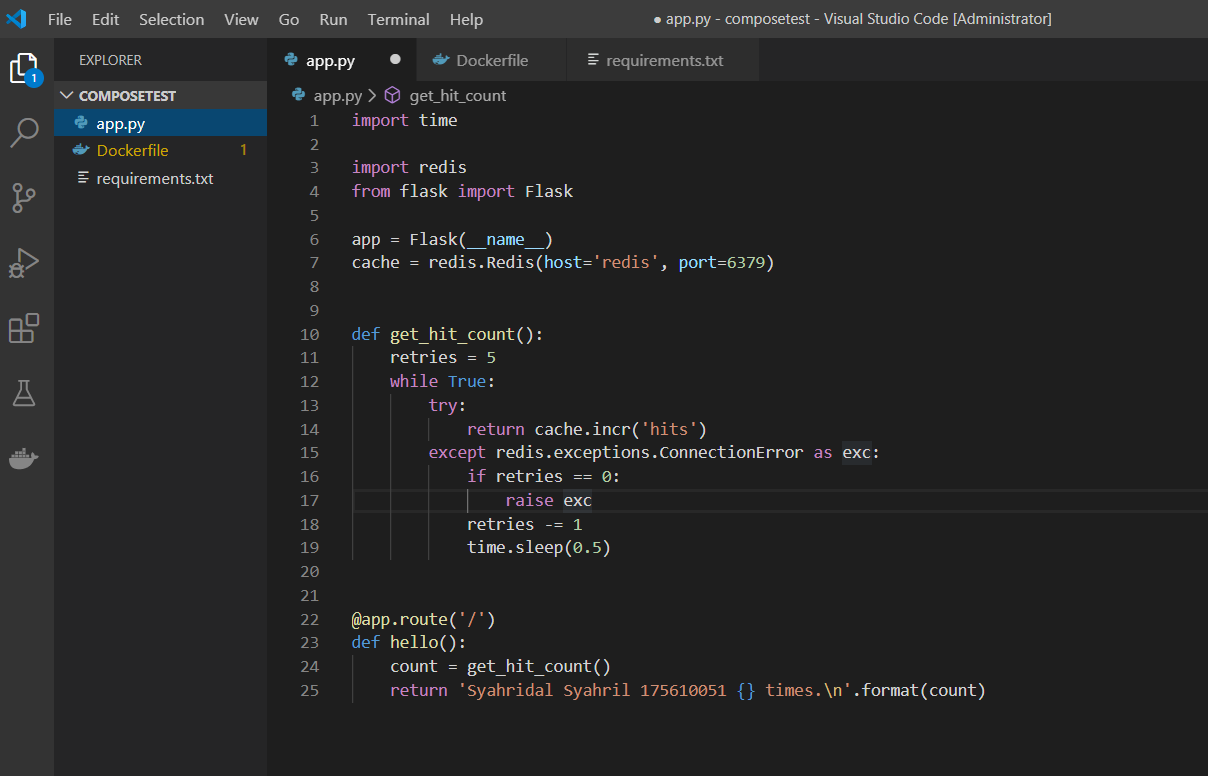 File Edit Selection View Go Run Terminal Help ● app.py - composetest - Visual Studio Code [Administrator]
1
EXPLORER
COMPOSETEST
app.py
Dockerfile 1
requirements.txt
app.py ● Dockerfile requirements.txt
app.py > get_hit_count
1 import time
2
3 import redis
4 from flask import Flask
5
6 app = Flask(__name__)
7 cache = redis.Redis(host='redis', port=6379)
8
9
10 def get_hit_count():
11     retries = 5
12     while True:
13         try:
14             return cache.incr('hits')
15         except redis.exceptions.ConnectionError as exc:
16             if retries == 0:
17                 raise exc
18             retries -= 1
19             time.sleep(0.5)
20
21
22 @app.route('/')
23 def hello():
24     count = get_hit_count()
25     return 'Syahridal Syahril 175610051 {} times.\n'.format(count)